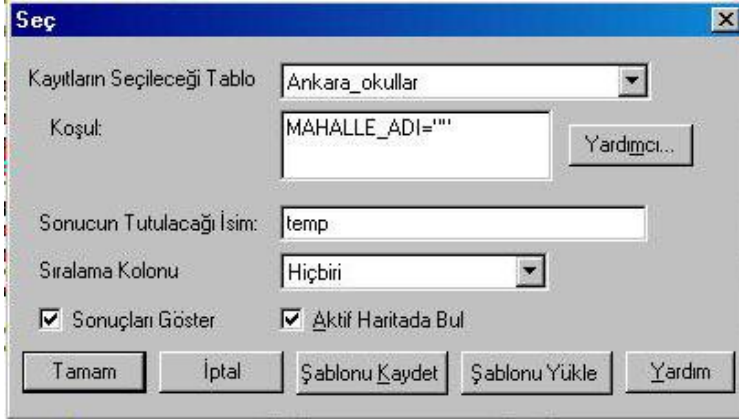 Seç
Kayıtların Seçileceği Tablo Ankara_okullar
Koşul: MAHALLE_ADI=""
Yardımcı...
Sonucun Tutulacağı İsim: temp
Sıralama Kolonu Hiçbiri
Sonuçları Göster Aktif Haritada Bul
Tamam İptal Şablonu Kaydet Şablonu Yükle Yardım